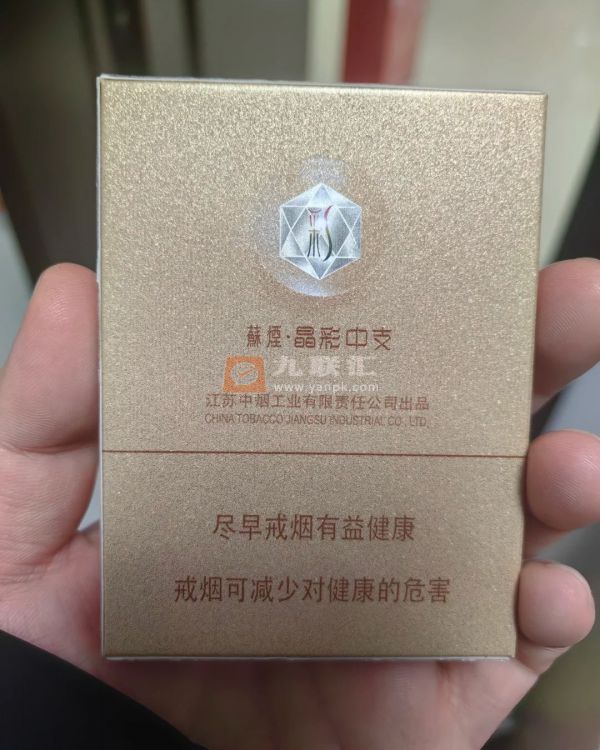 彩
蘇煙·晶彩中支
九联汇
www.yanpk.com
江苏中烟工业有限责任公司出品
CHINA TOBACCO JIANGSU INDUSTRIAL CO., LTD.
尽早戒烟有益健康
戒烟可减少对健康的危害